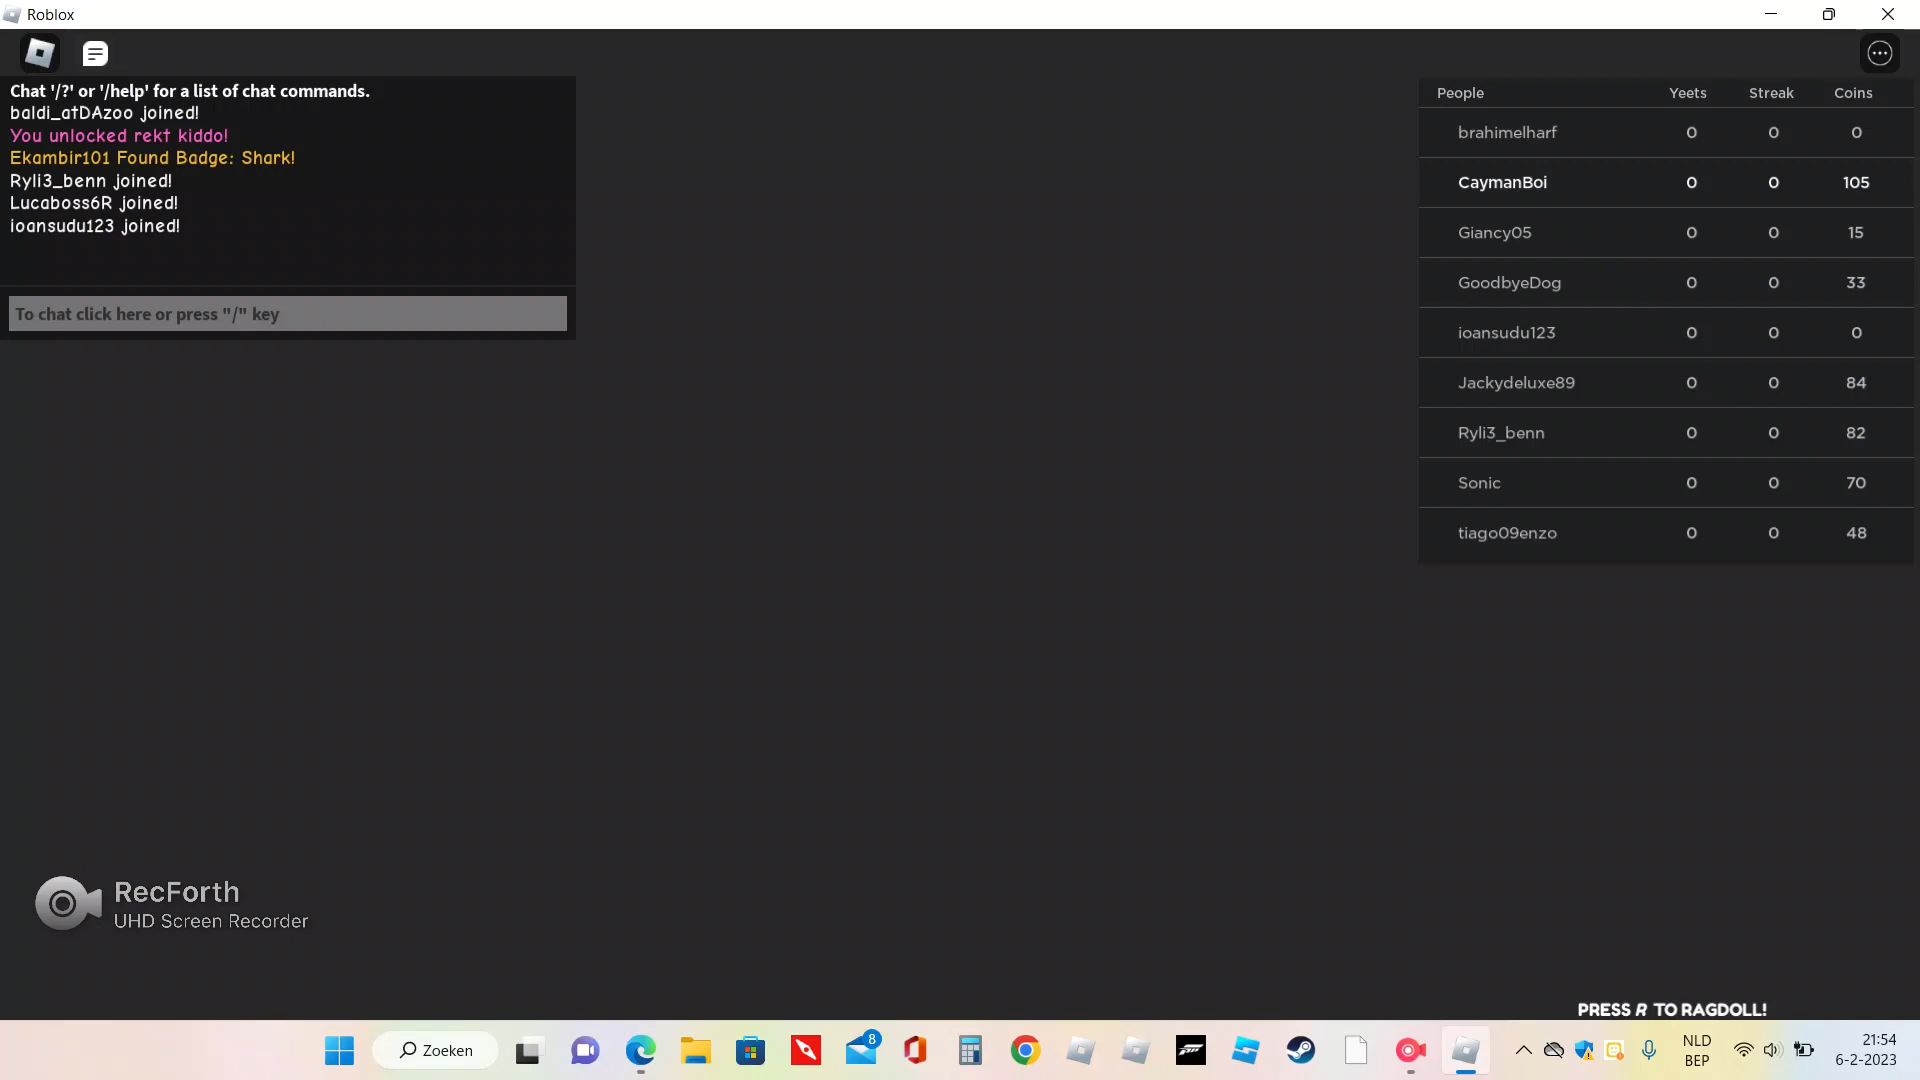 Roblox
Chat '/?' or '/help' for a list of chat commands.
baldi_atDAzoo joined!
You unlocked rekt kiddo!
Ekambir101 Found Badge: Shark!
Ryli3_benn joined!
Lucaboss6R joined!
ioansudu123 joined!
To chat click here or press "/" key
People Yeets Streak Coins
brahimelharf 0 0 0
CaymanBoi 0 0 105
Giancy05 0 0 15
GoodbyeDog 0 0 33
ioansudu123 0 0 0
Jackydeluxe89 0 0 84
Ryli3_benn 0 0 82
Sonic 0 0 70
tiago09enzo 0 0 48
RecForth
UHD Screen Recorder
PRESS R TO RAGDOLL!
Zoeken
8
NLD
BEP
21:54
6-2-2023